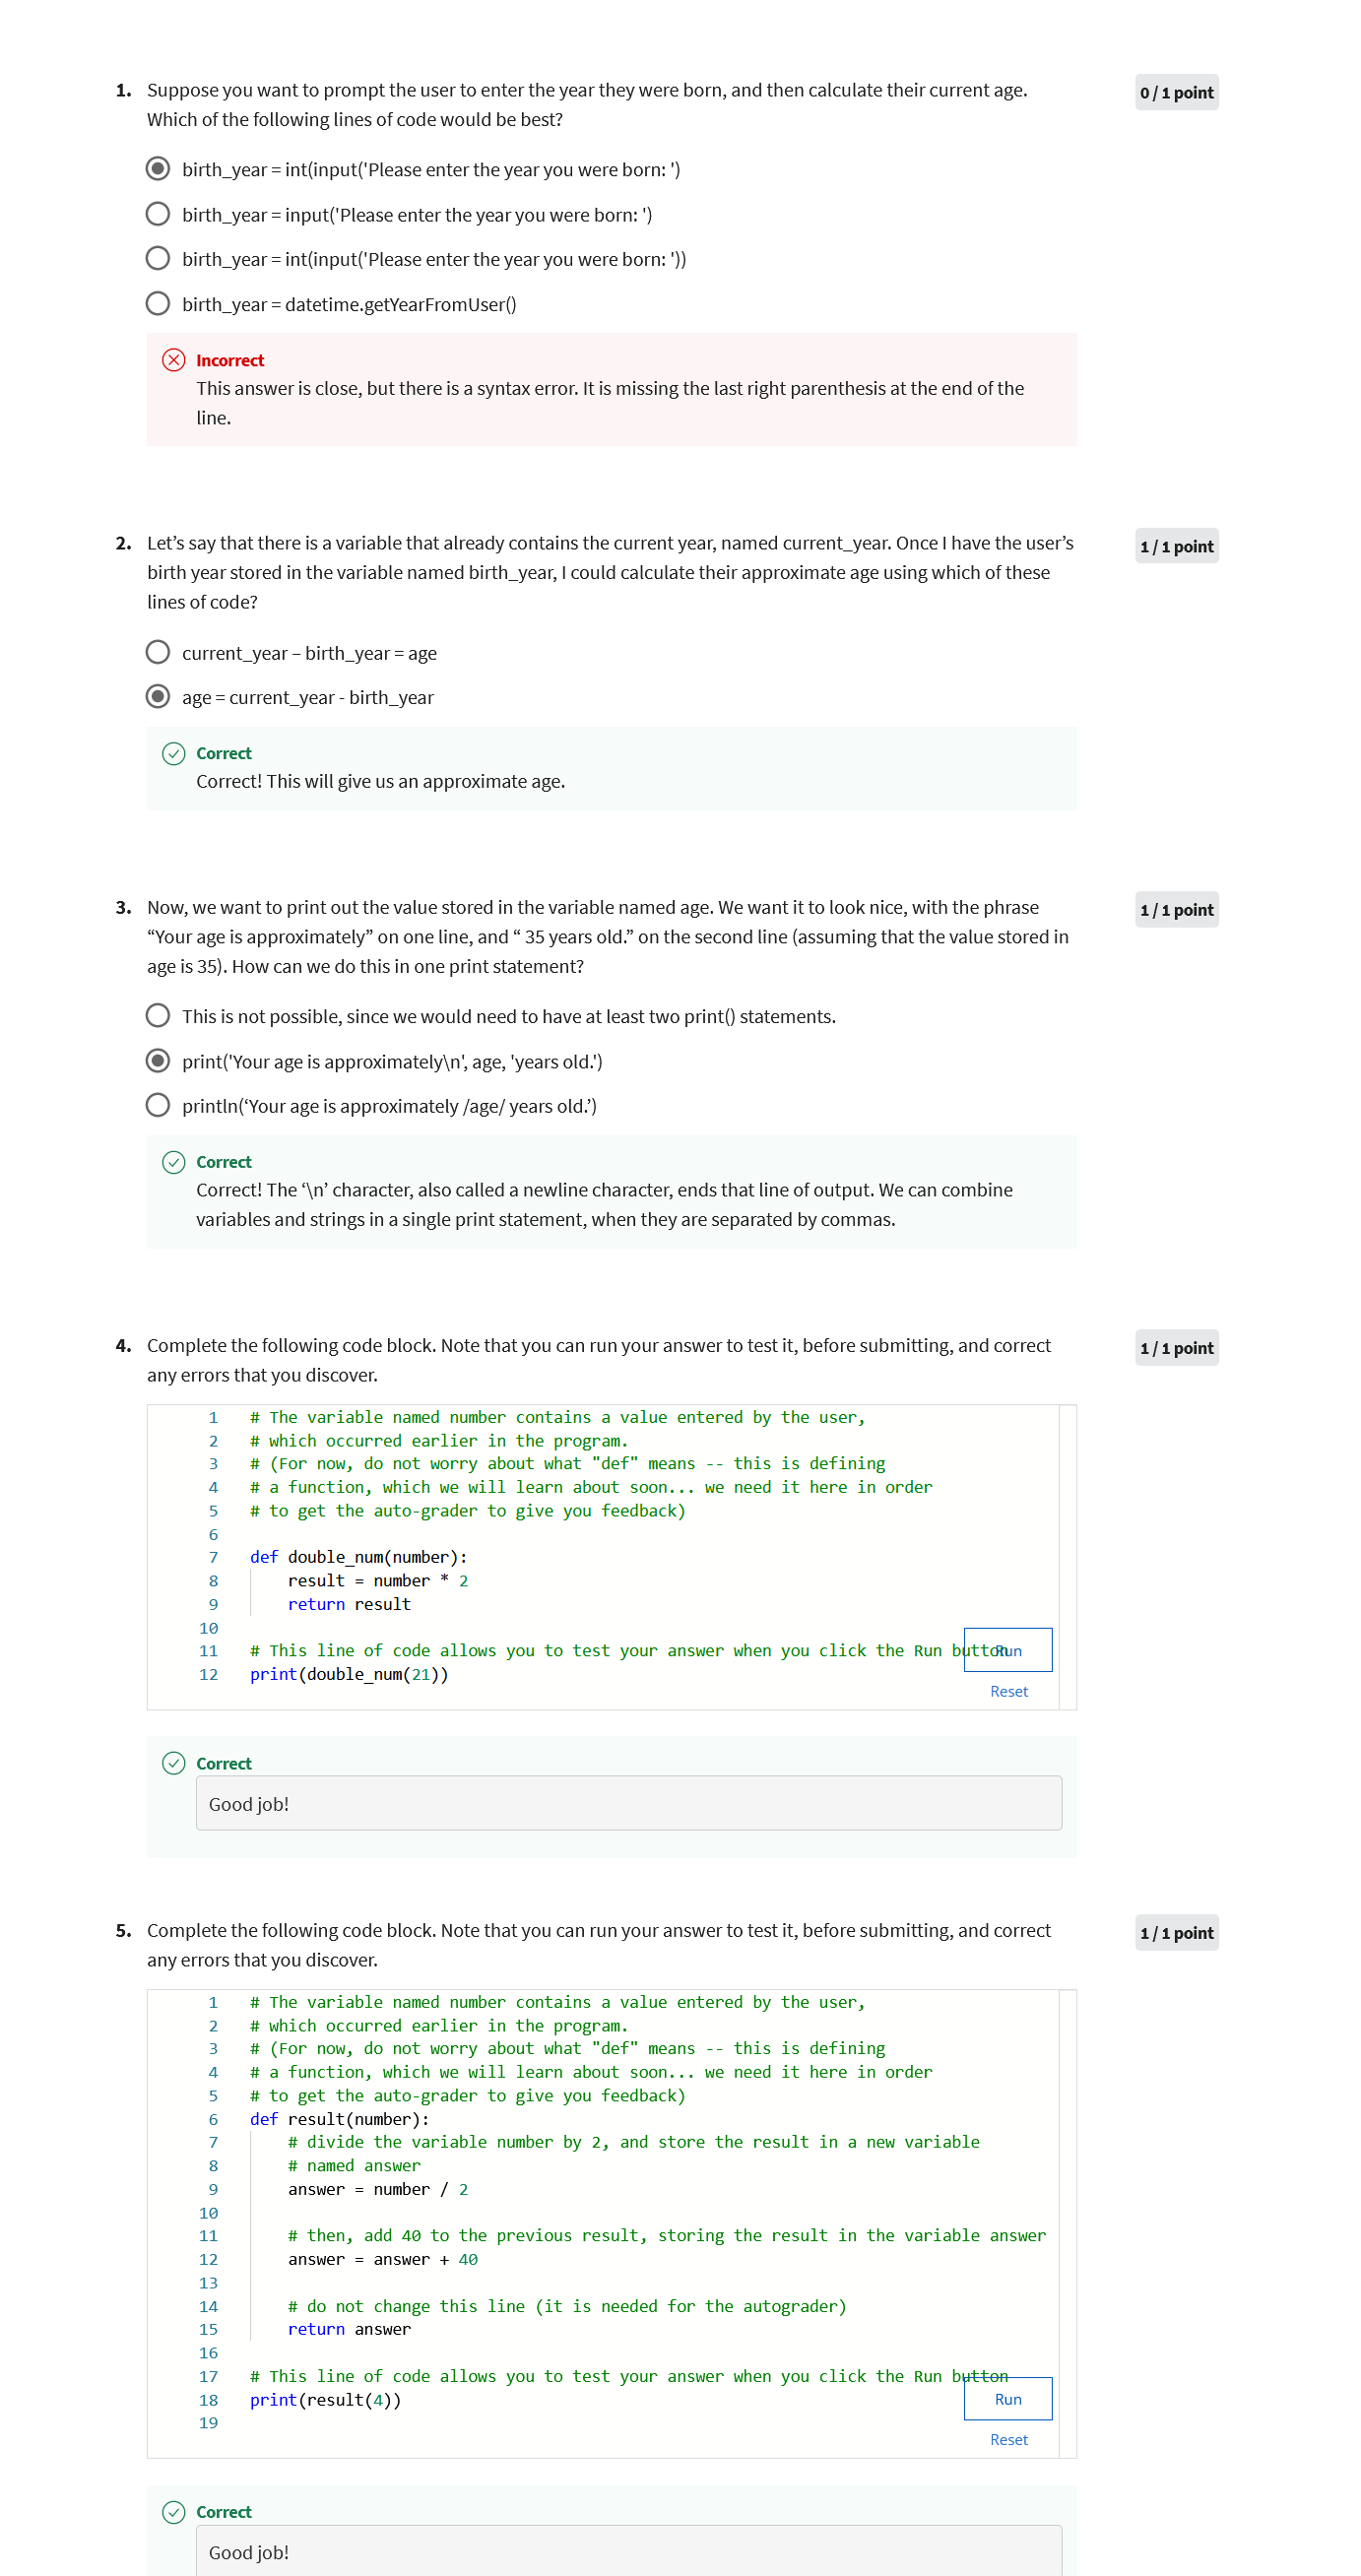 1. Suppose you want to prompt the user to enter the year they were born, and then calculate their current age.
Which of the following lines of code would be best?
0 / 1 point
birth_year = int(input('Please enter the year you were born: ')
birth_year = input('Please enter the year you were born: ')
birth_year = int(input('Please enter the year you were born: '))
birth_year = datetime.getYearFromUser()
Incorrect
This answer is close, but there is a syntax error. It is missing the last right parenthesis at the end of the
line.
2. Let’s say that there is a variable that already contains the current year, named current_year. Once I have the user’s
birth year stored in the variable named birth_year, I could calculate their approximate age using which of these
lines of code?
1 / 1 point
current_year – birth_year = age
age = current_year - birth_year
Correct
Correct! This will give us an approximate age.
3. Now, we want to print out the value stored in the variable named age. We want it to look nice, with the phrase
“Your age is approximately” on one line, and “ 35 years old.” on the second line (assuming that the value stored in
age is 35). How can we do this in one print statement?
1 / 1 point
This is not possible, since we would need to have at least two print() statements.
print('Your age is approximately\n', age, 'years old.')
println(‘Your age is approximately /age/ years old.’)
Correct
Correct! The ‘\n’ character, also called a newline character, ends that line of output. We can combine
variables and strings in a single print statement, when they are separated by commas.
4. Complete the following code block. Note that you can run your answer to test it, before submitting, and correct
any errors that you discover.
1 / 1 point
1 # The variable named number contains a value entered by the user,
2 # which occurred earlier in the program.
3 # (For now, do not worry about what "def" means -- this is defining
4 # a function, which we will learn about soon... we need it here in order
5 # to get the auto-grader to give you feedback)
6
7 def double_num(number):
8 result = number * 2
9 return result
10
11 # This line of code allows you to test your answer when you click the Run button
12 print(double_num(21))
Run
Reset
Correct
Good job!
5. Complete the following code block. Note that you can run your answer to test it, before submitting, and correct
any errors that you discover.
1 / 1 point
1 # The variable named number contains a value entered by the user,
2 # which occurred earlier in the program.
3 # (For now, do not worry about what "def" means -- this is defining
4 # a function, which we will learn about soon... we need it here in order
5 # to get the auto-grader to give you feedback)
6 def result(number):
7 # divide the variable number by 2, and store the result in a new variable
8 # named answer
9 answer = number / 2
10
11 # then, add 40 to the previous result, storing the result in the variable answer
12 answer = answer + 40
13
14 # do not change this line (it is needed for the autograder)
15 return answer
16
17 # This line of code allows you to test your answer when you click the Run button
18 print(result(4))
19
Run
Reset
Correct
Good job!